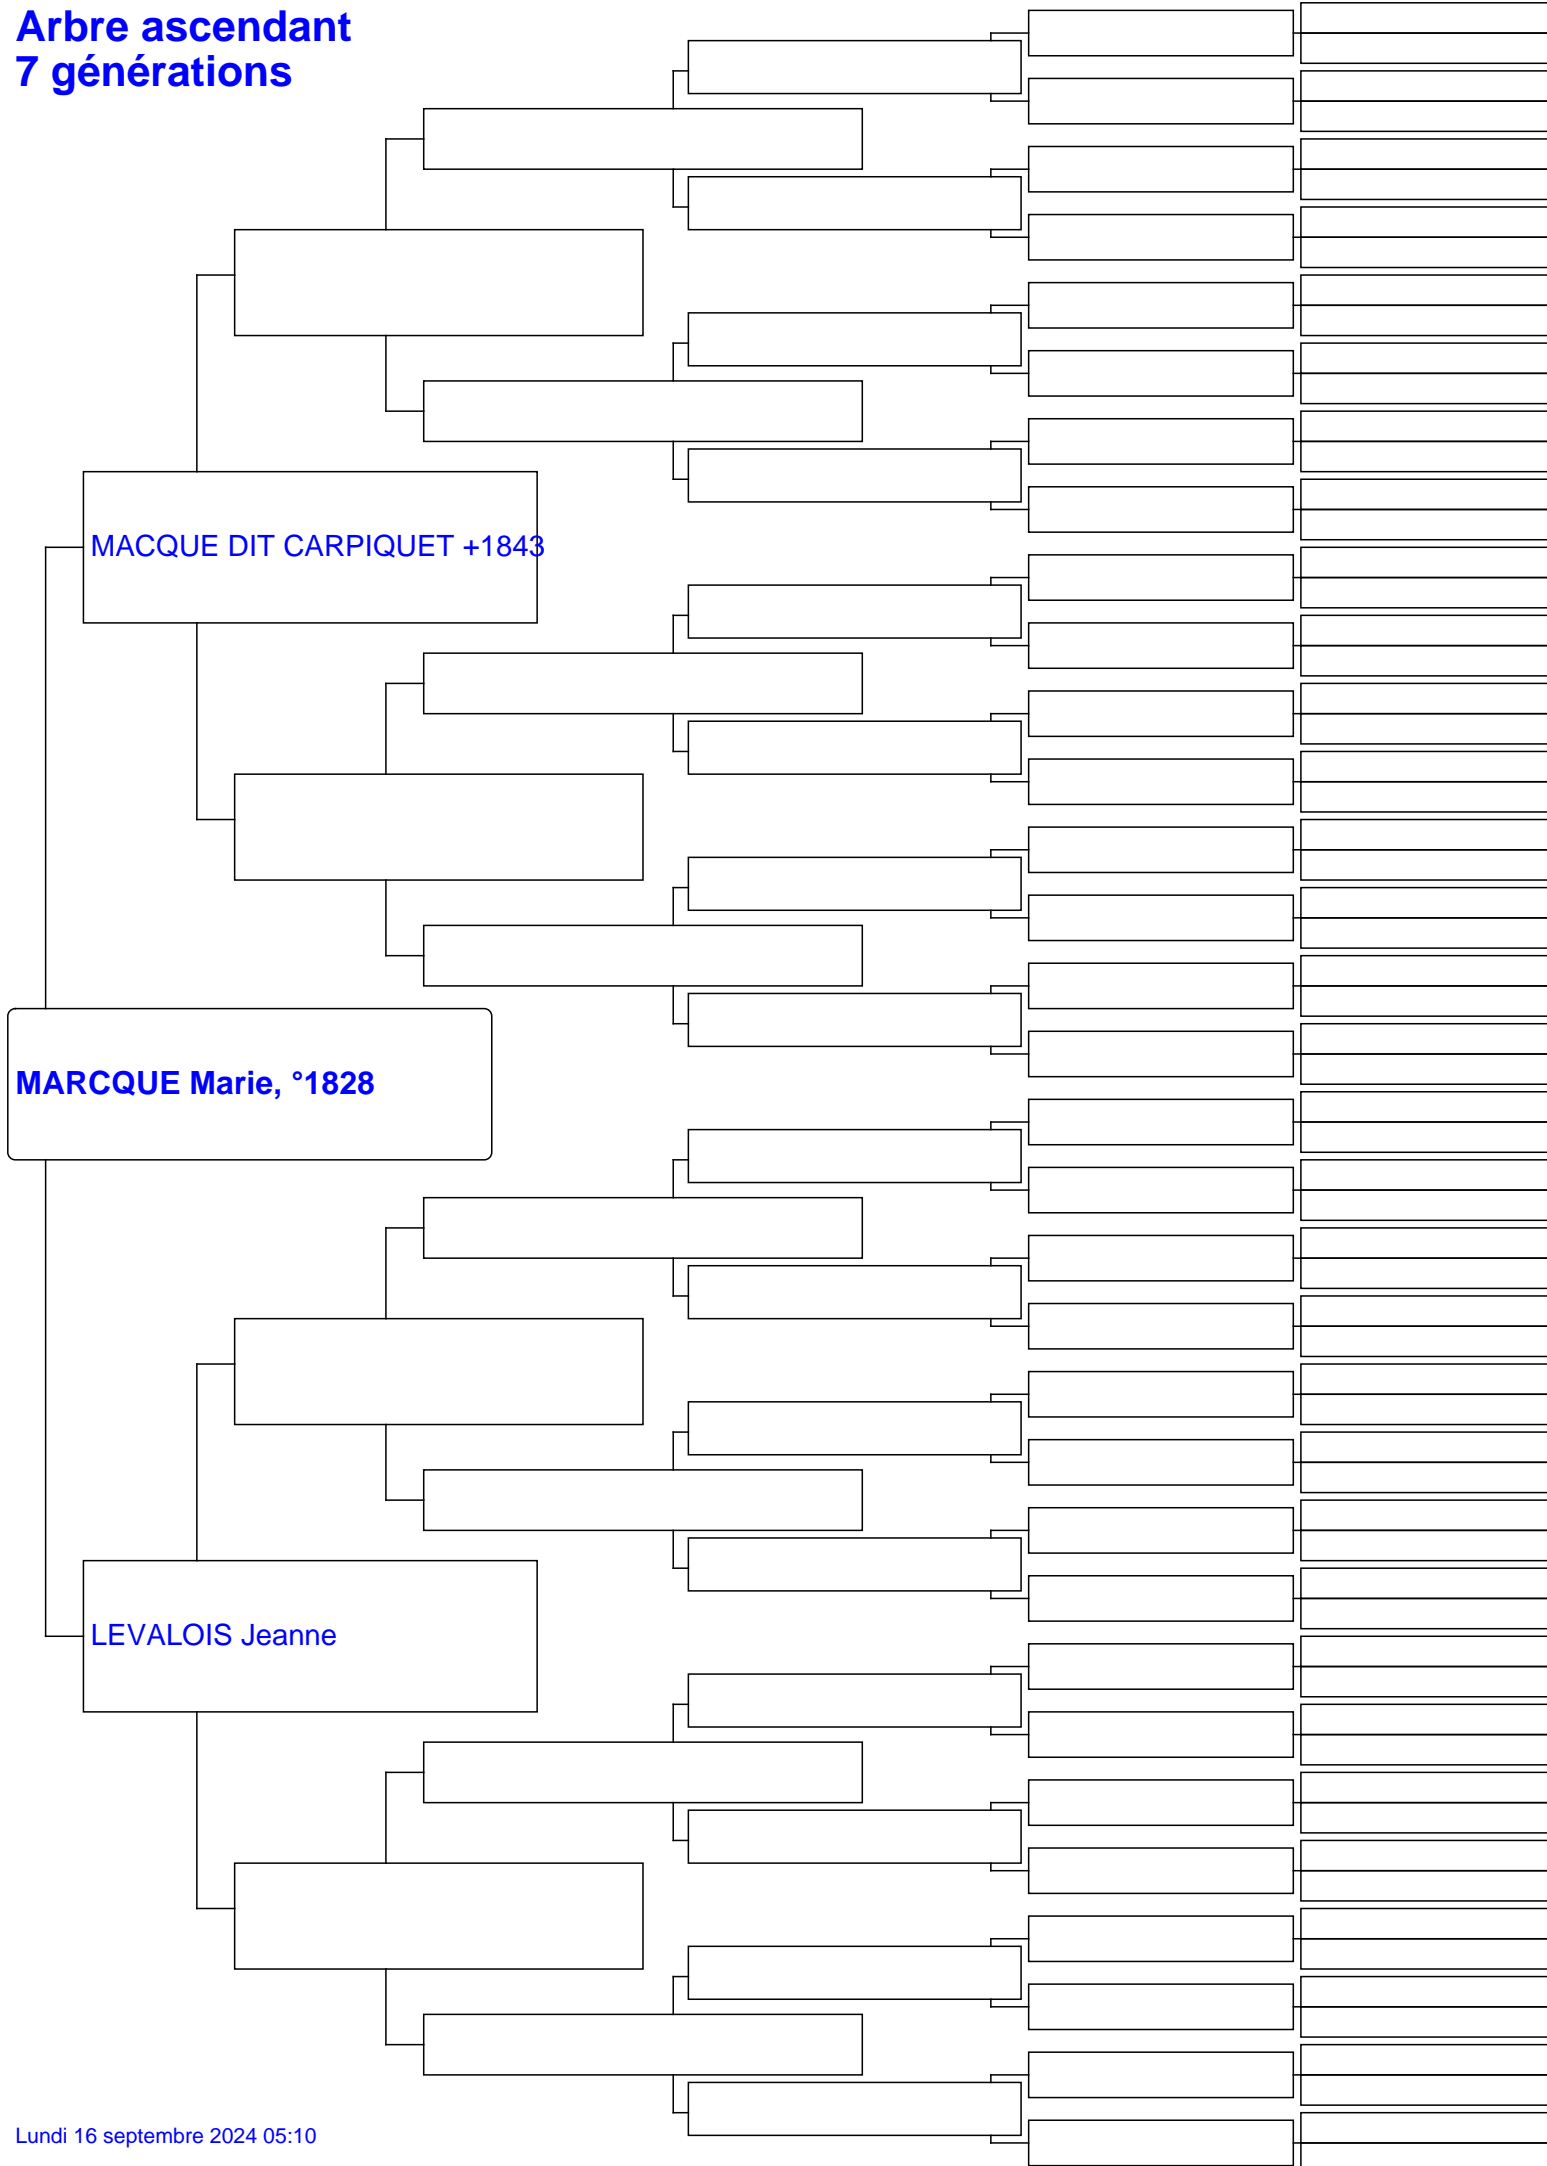 Arbre ascendant
7 générations
MACQUE DIT CARPIQUET +1843
MARCQUE Marie, °1828
LEVALOIS Jeanne
Lundi 16 septembre 2024 05:10